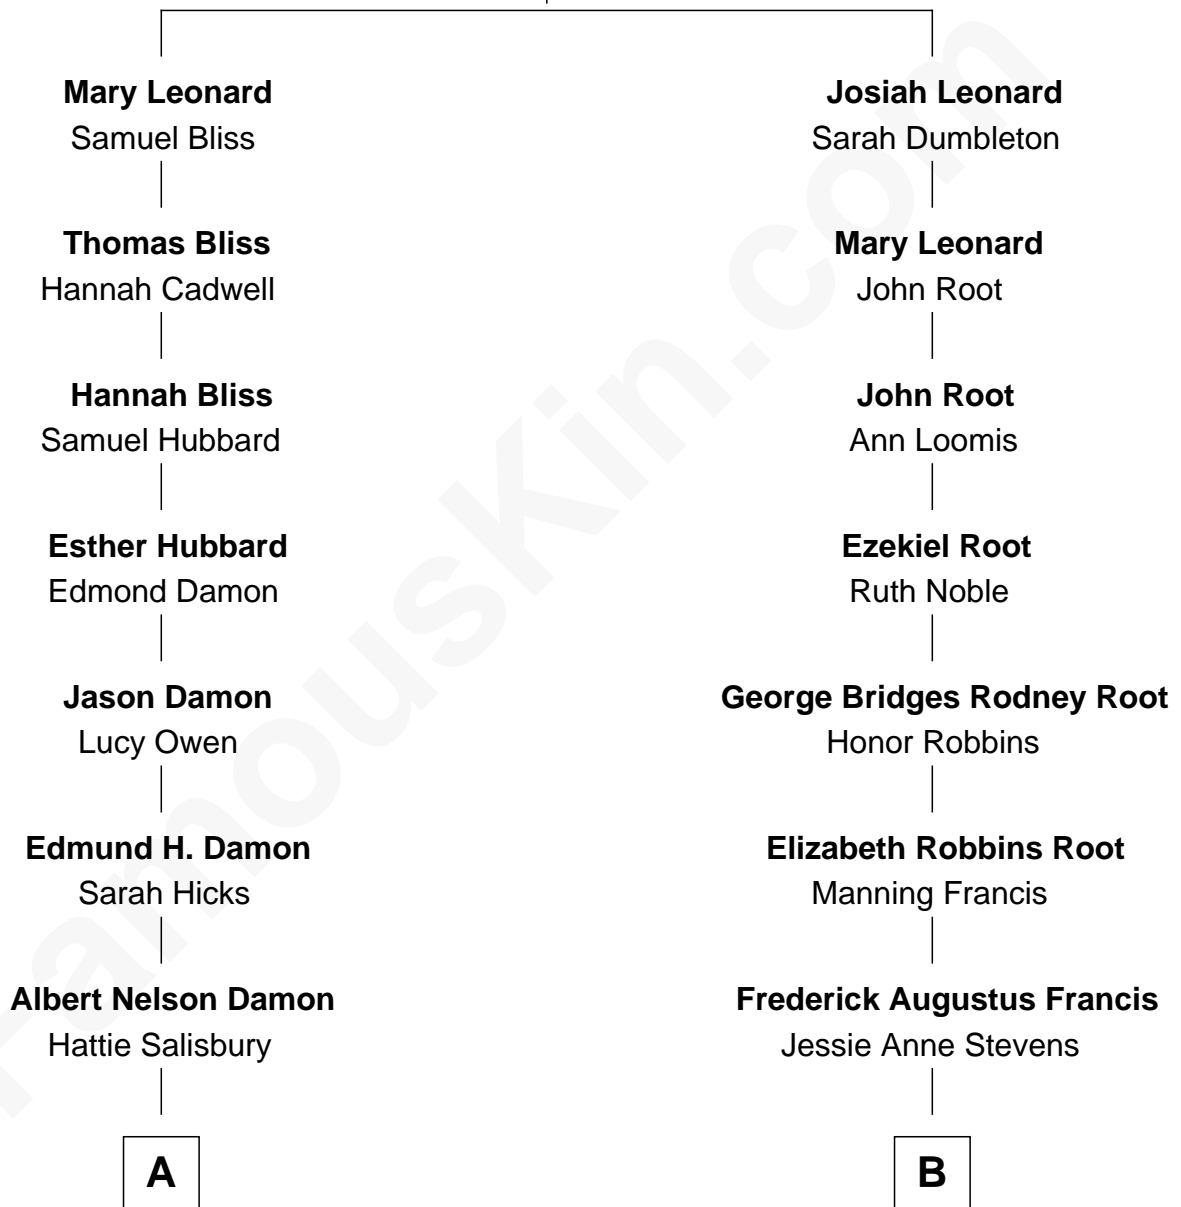 Mary Leonard
Samuel Bliss
Josiah Leonard
Sarah Dumbleton
Thomas Bliss
Hannah Cadwell
Mary Leonard
John Root
Hannah Bliss
Samuel Hubbard
John Root
Ann Loomis
Esther Hubbard
Edmond Damon
Ezekiel Root
Ruth Noble
Jason Damon
Lucy Owen
George Bridges Rodney Root
Honor Robbins
Edmund H. Damon
Sarah Hicks
Elizabeth Robbins Root
Manning Francis
Albert Nelson Damon
Hattie Salisbury
Frederick Augustus Francis
Jessie Anne Stevens
A
B
FamousKin.com